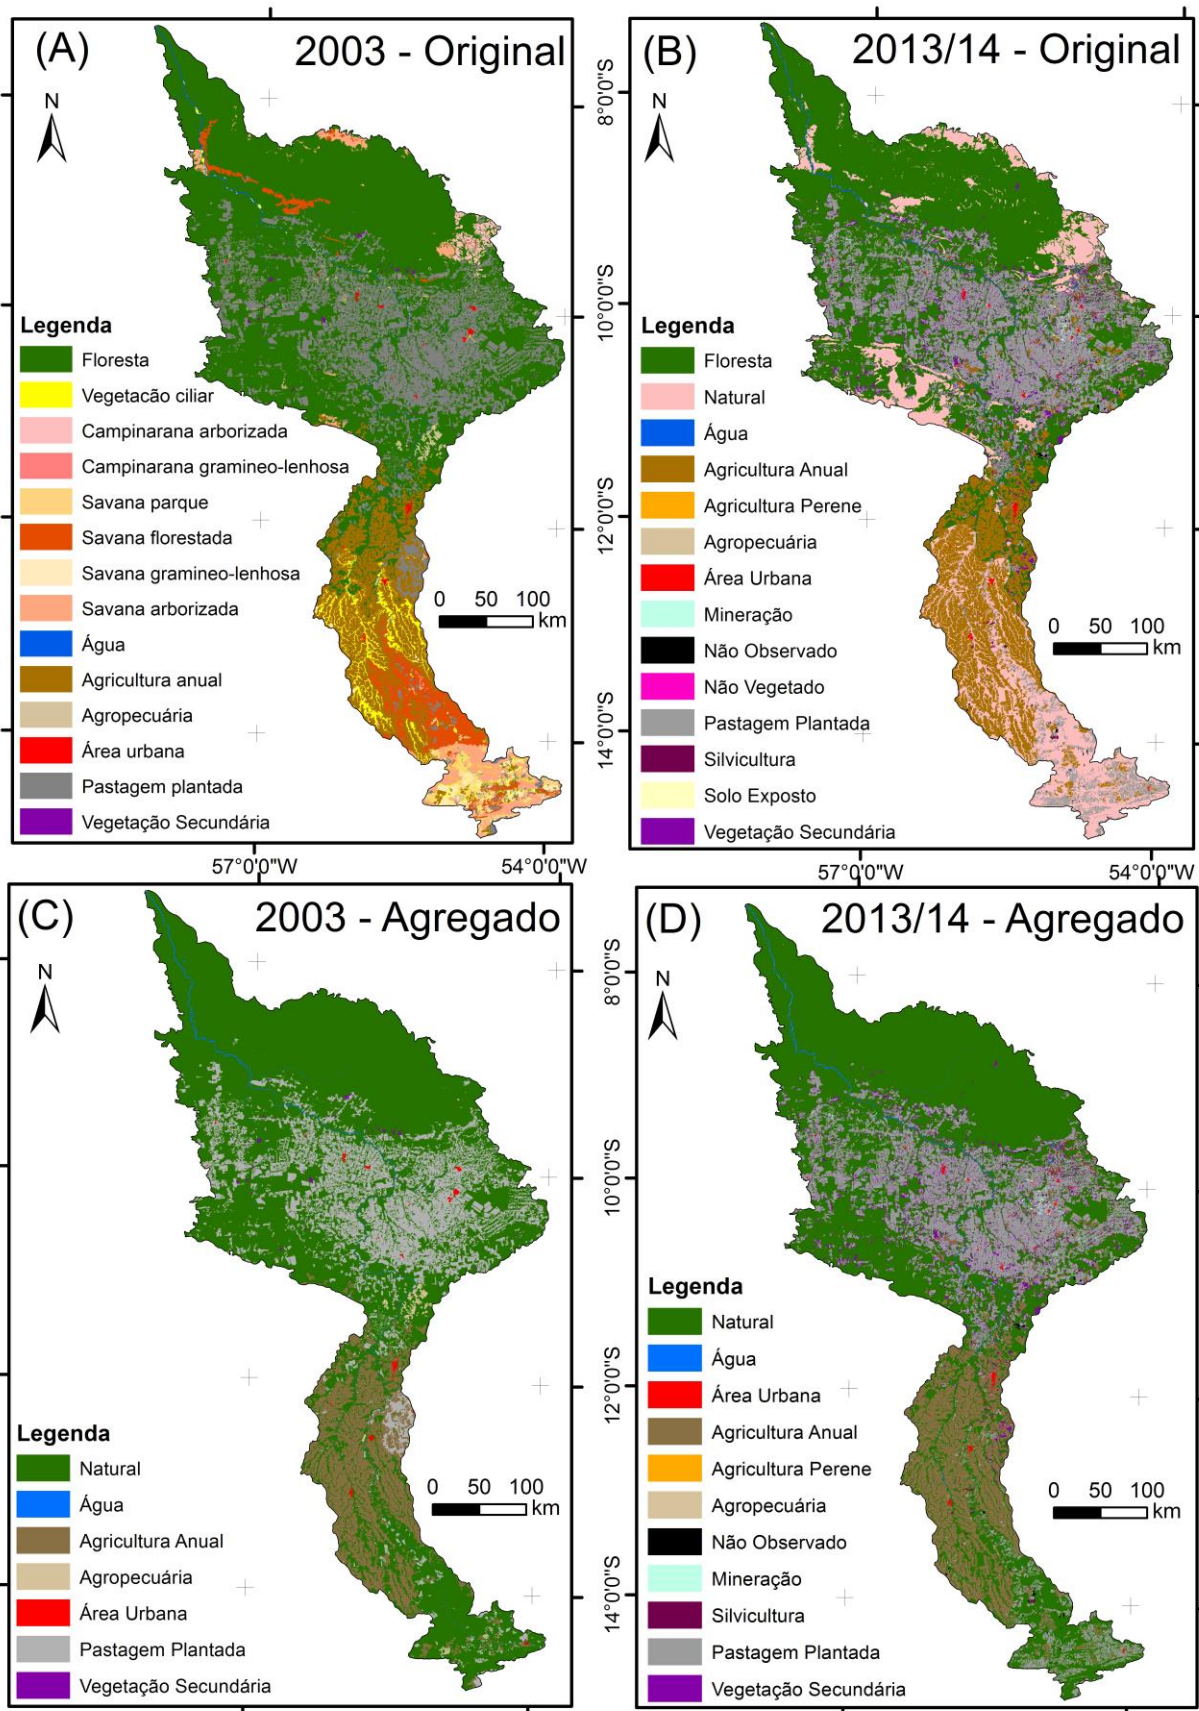 (A)
2003 - Original
N
Legenda
Floresta
Vegetacão ciliar
Campinarana arborizada
Campinarana gramineo-lenhosa
Savana parque
Savana florestada
Savana gramineo-lenhosa
Savana arborizada
Água
Agricultura anual
Agropecuária
Área urbana
Pastagem plantada
Vegetação Secundária
0 50 100
km
8°0'0"S
10°0'0"S
12°0'0"S
14°0'0"S
57°0'0"W
54°0'0"W
(B)
2013/14 - Original
N
Legenda
Floresta
Natural
Água
Agricultura Anual
Agricultura Perene
Agropecuária
Área Urbana
Mineração
Não Observado
Não Vegetado
Pastagem Plantada
Silvicultura
Solo Exposto
Vegetação Secundária
0 50 100
km
57°0'0"W
54°0'0"W
(C)
2003 - Agregado
N
Legenda
Natural
Água
Agricultura Anual
Agropecuária
Área Urbana
Pastagem Plantada
Vegetação Secundária
0 50 100
km
8°0'0"S
10°0'0"S
12°0'0"S
14°0'0"S
(D)
2013/14 - Agregado
N
Legenda
Natural
Água
Área Urbana
Agricultura Anual
Agricultura Perene
Agropecuária
Não Observado
Mineração
Silvicultura
Pastagem Plantada
Vegetação Secundária
0 50 100
km